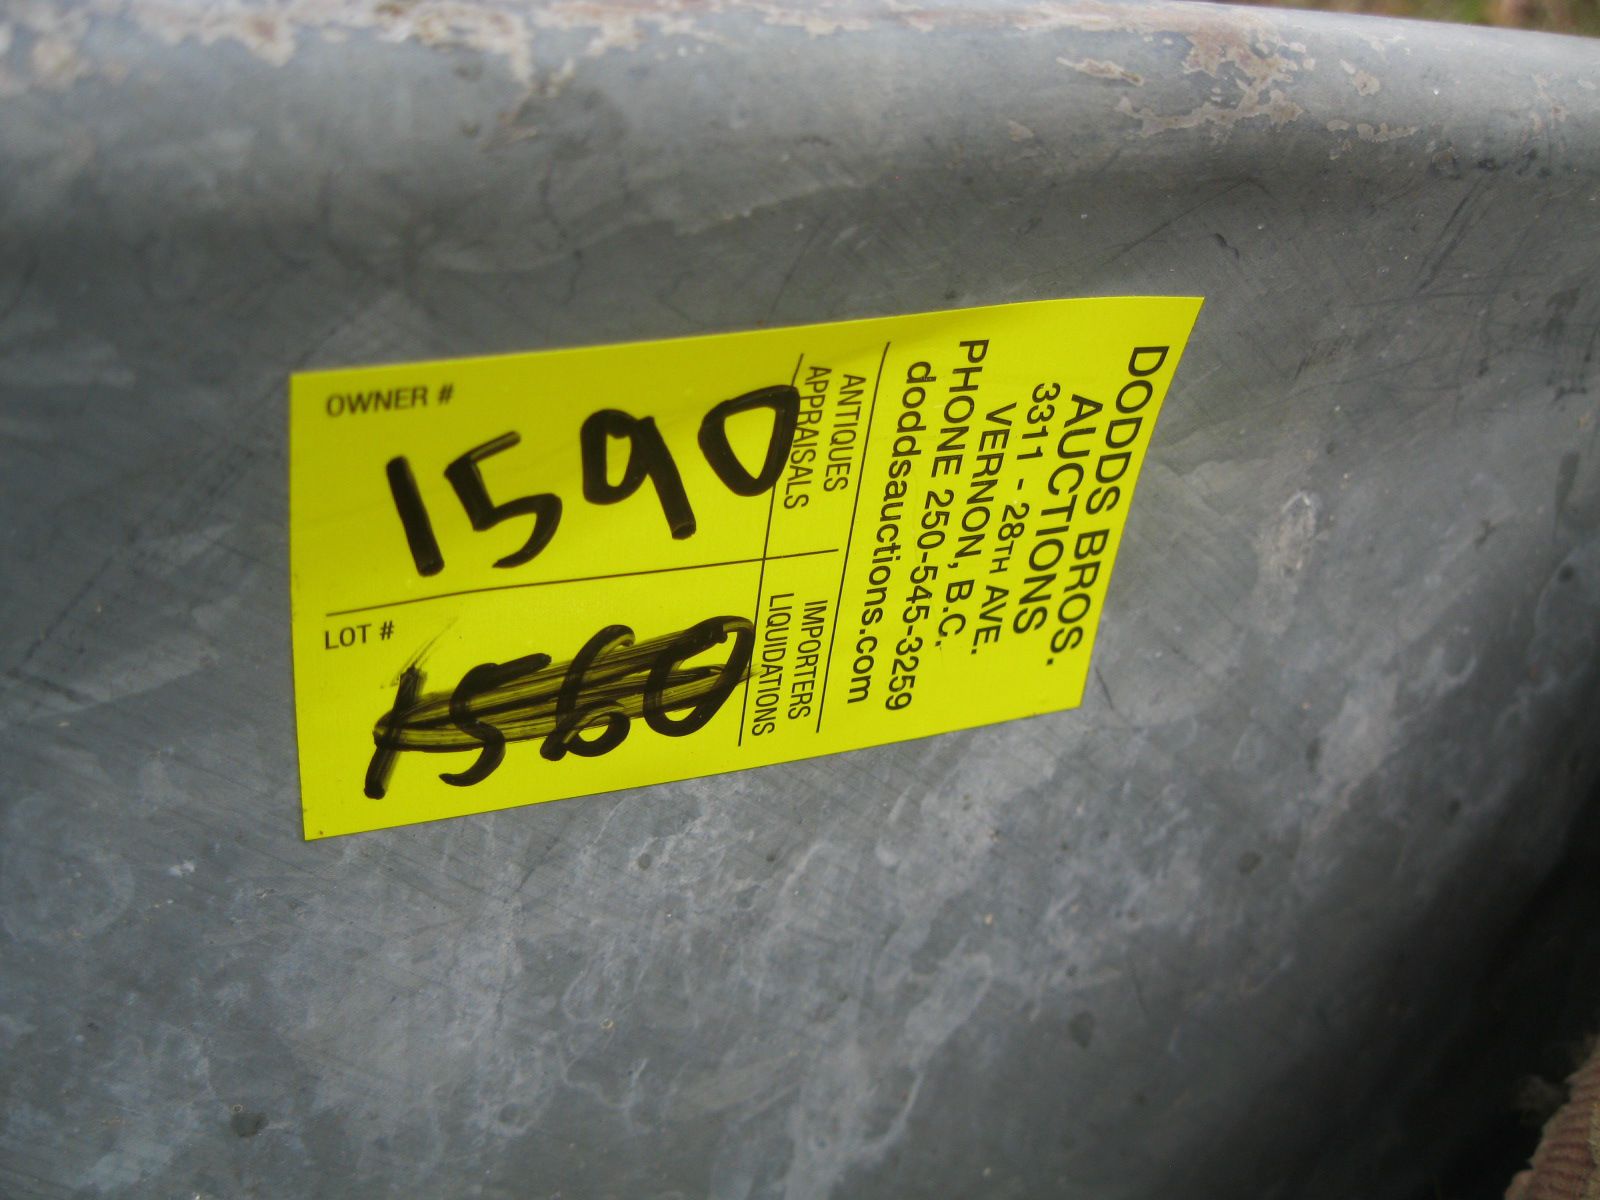 DODDS BROS.
AUCTIONS
3311 - 28TH AVE.
VERNON, B.C.
PHONE 250-545-3259
doddsauctions.com
ANTIQUES
APPRAISALS
IMPORTERS
LIQUIDATIONS
OWNER #
1590
LOT #
1560